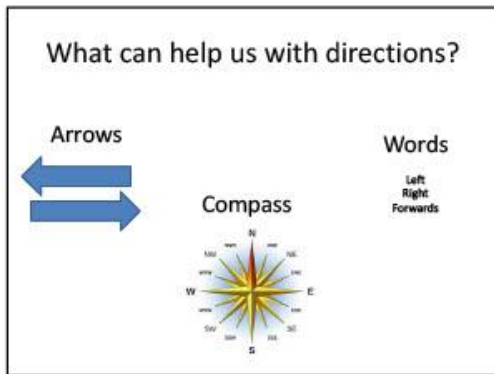 What can help us with directions?
Arrows
Words
Left
Right
Forwards
Compass
N
NW
NE
W
E
SW
SE
S